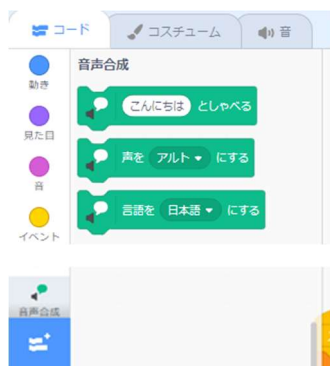 コード コスチューム 音
音声合成
動き
こんにちは としゃべる
見た目
声を アルト にする
音
言語を 日本語 にする
イベント
音声合成